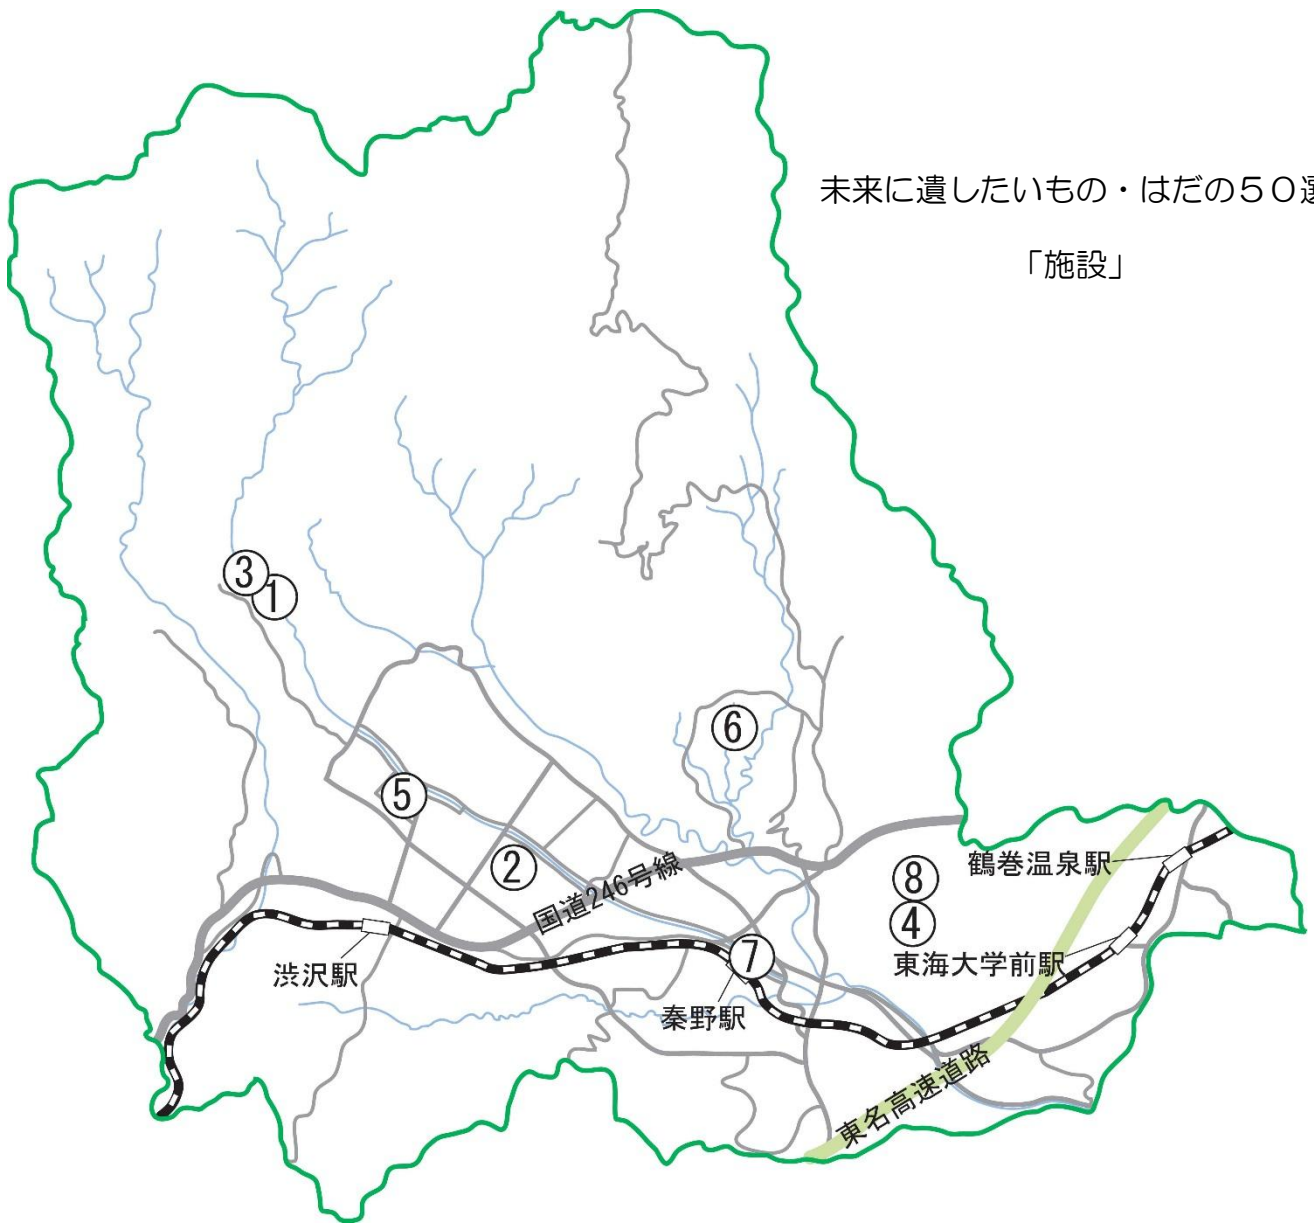 未来に遺したいもの・はだの５０選
「施設」
③
①
⑥
⑤
②
国道246号線
⑧
鶴巻温泉駅
④
東海大学前駅
渋沢駅
⑦
秦野駅
東名高速道路